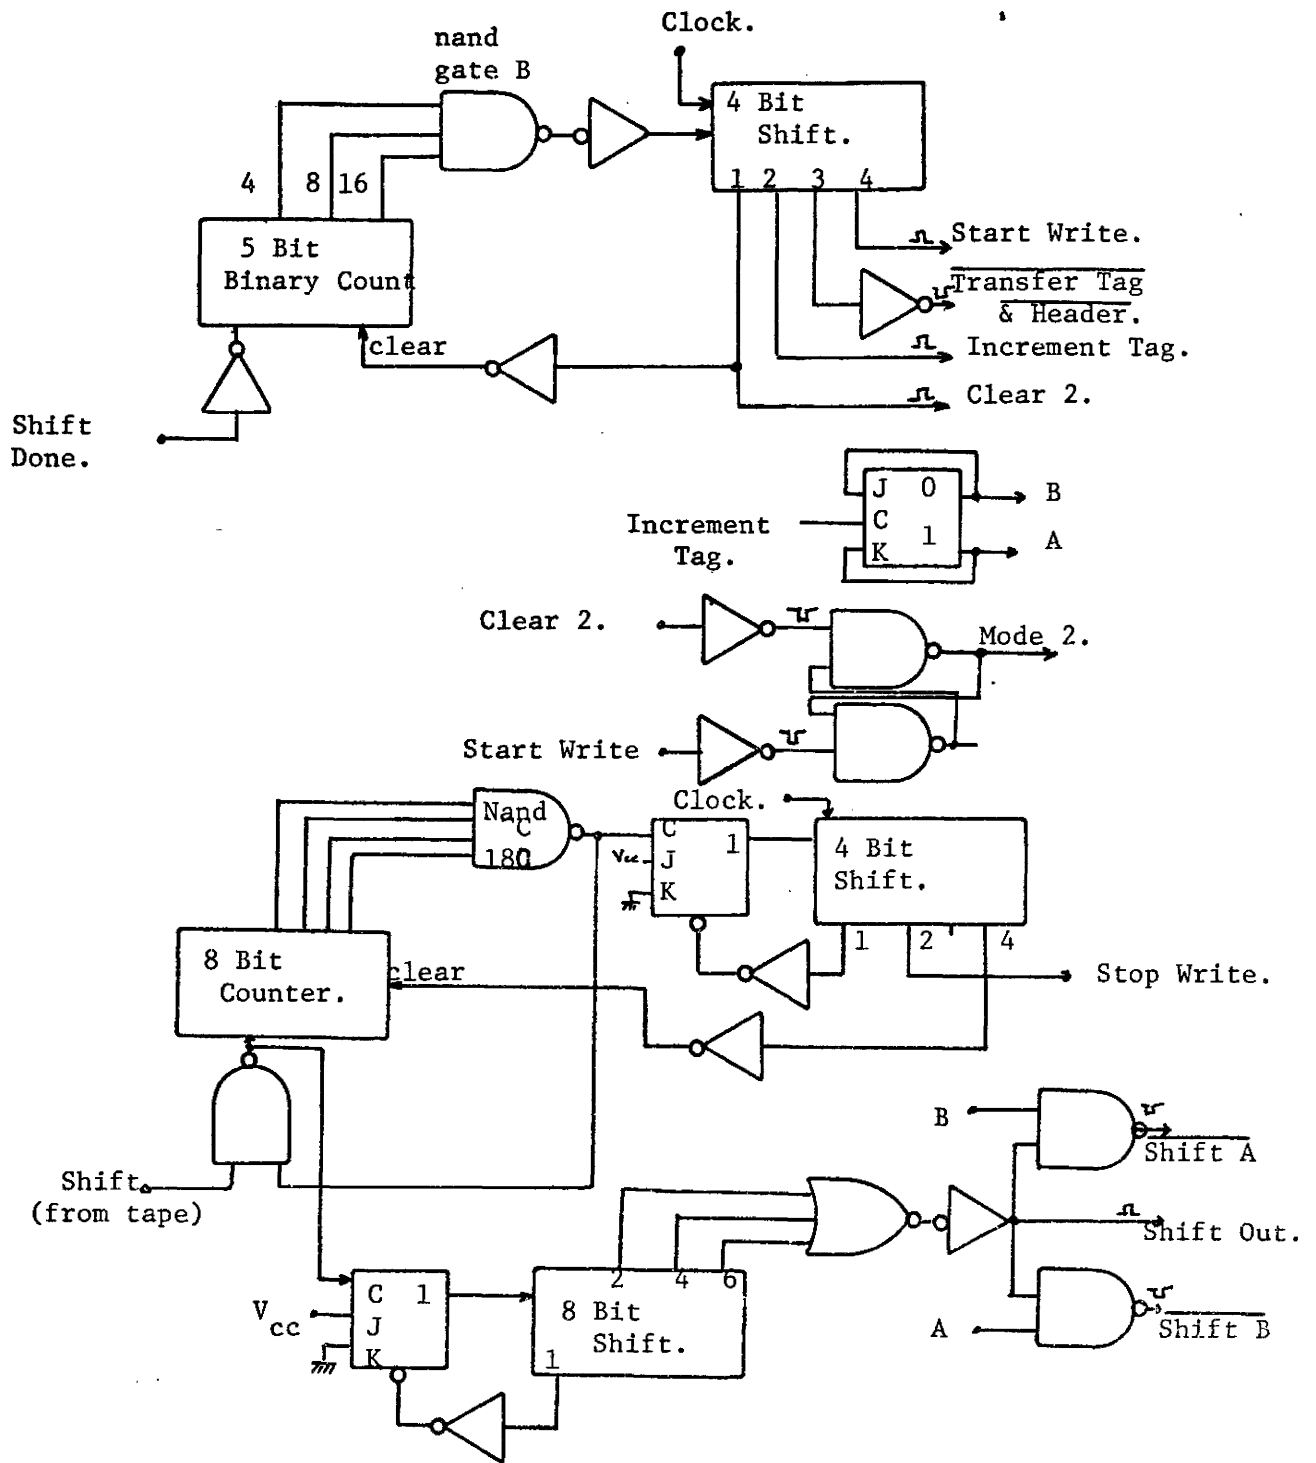 Clock.
nand
gate B
4 Bit
Shift.
1 2 3 4
4 8 16
5 Bit
Binary Count
clear
Start Write.
Transfer Tag
& Header.
Increment Tag.
Clear 2.
Shift
Done.
J 0
C
K 1
B
A
Increment
Tag.
Clear 2.
Mode 2.
Start Write
Clock.
Nand
C
180
C 1
Vcc J
K
4 Bit
Shift.
1 2 4
8 Bit
Counter.
clear
Stop Write.
B
Shift A
Shift
(from tape)
Shift Out.
2 4 6
C 1
Vcc
J
K
8 Bit
Shift.
1
A
Shift B